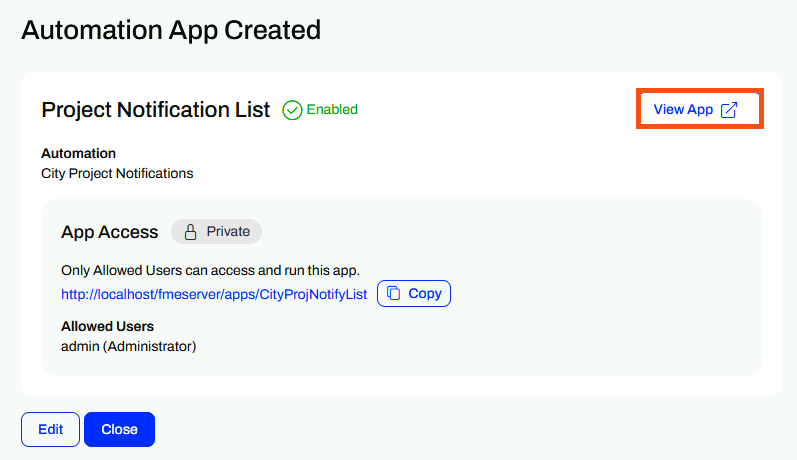 Automation App Created
Project Notification List Enabled View App
Automation
City Project Notifications
App Access Private
Only Allowed Users can access and run this app.
http://localhost/fmeserver/apps/CityProjNotifyList Copy
Allowed Users
admin (Administrator)
Edit Close